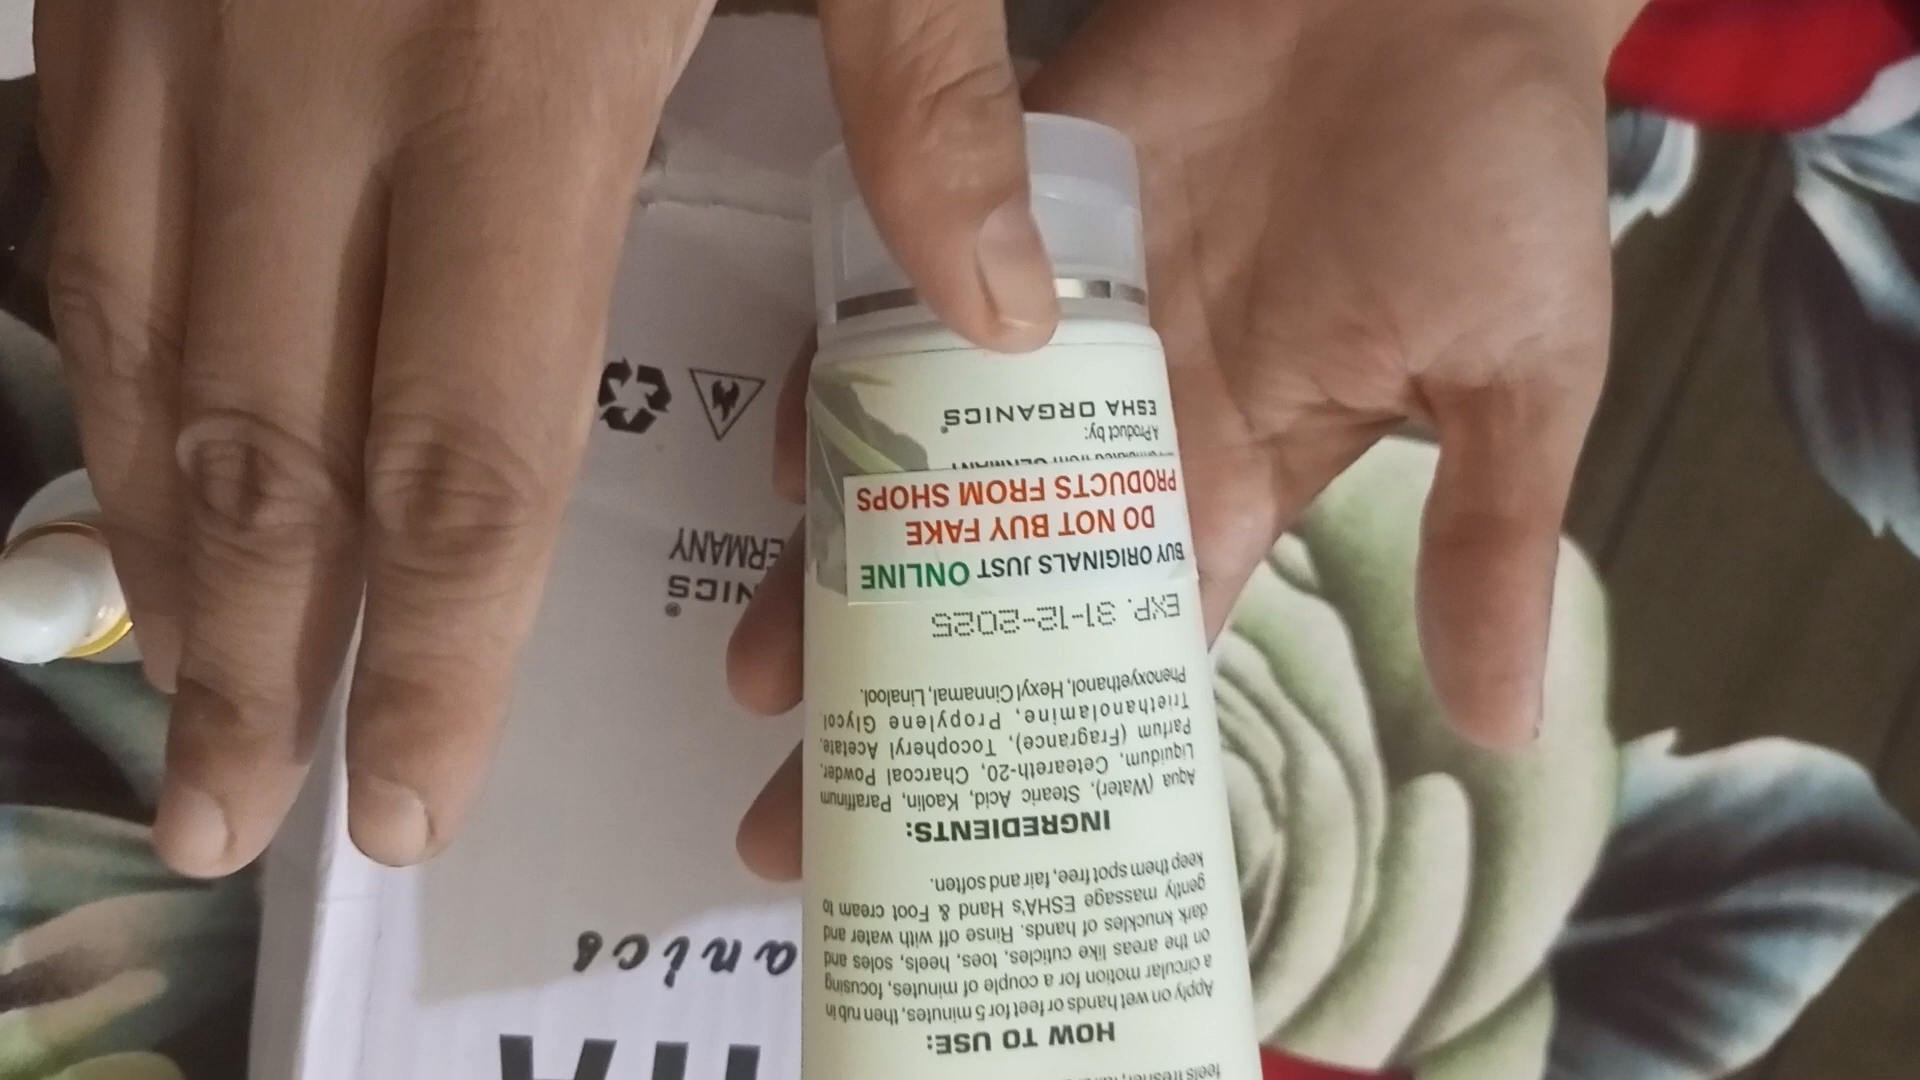 feels fresher,
HOW TO USE:
Apply on wet hands or feet for 5 minutes, then rub in
a circular motion for a couple of minutes, focusing
on the areas like cuticles, toes, heels, soles and
dark knuckles of hands. Rinse off with water and
gently massage ESHA's Hand & Foot cream to
keep them spot free, fair and soften.
INGREDIENTS:
Aqua (Water), Stearic Acid, Kaolin, Paraffinum
Liquidum, Ceteareth-20, Charcoal Powder,
Parfum (Fragrance), Tocopheryl Acetate,
Triethanolamine, Propylene Glycol
Phenoxyethanol, Hexyl Cinnamal, Linalool.
EXP. 31-12-2025
BUY ORIGINALS JUST ONLINE
DO NOT BUY FAKE
PRODUCTS FROM SHOPS
from GERMANY
A Product by:
ESHA ORGANICS®
anics
NICS®
ERMANY